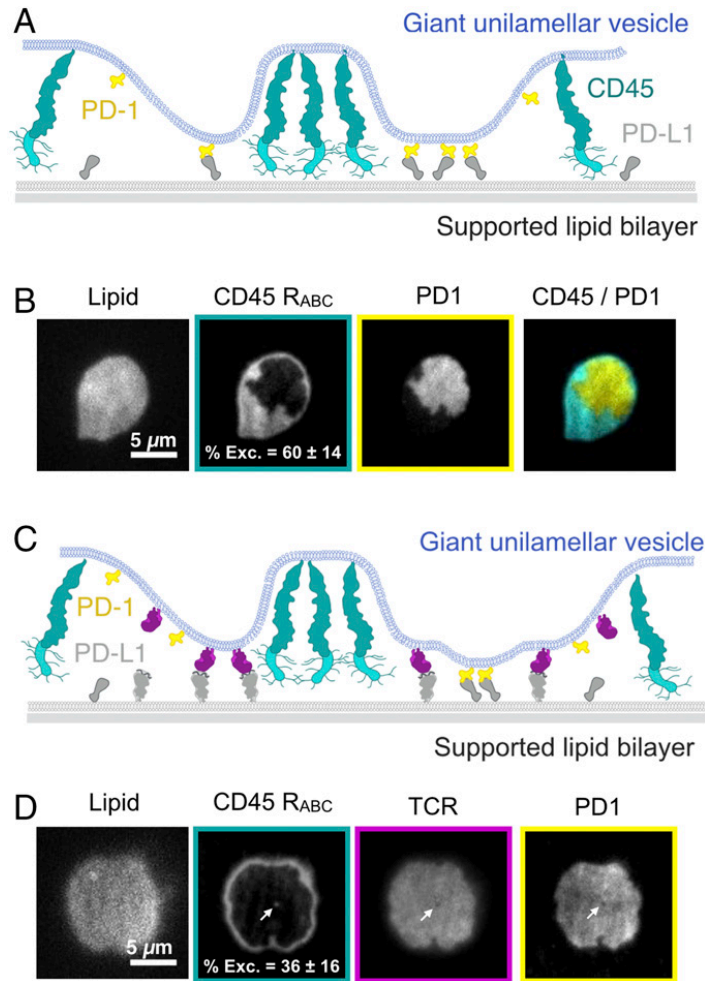 A
Giant unilamellar vesicle
PD-1
CD45
PD-L1
Supported lipid bilayer
B
Lipid
CD45 RABC
PD1
CD45 / PD1
5 µm
% Exc. = 60 ± 14
C
Giant unilamellar vesicle
PD-1
PD-L1
Supported lipid bilayer
D
Lipid
CD45 RABC
TCR
PD1
5 µm
% Exc. = 36 ± 16